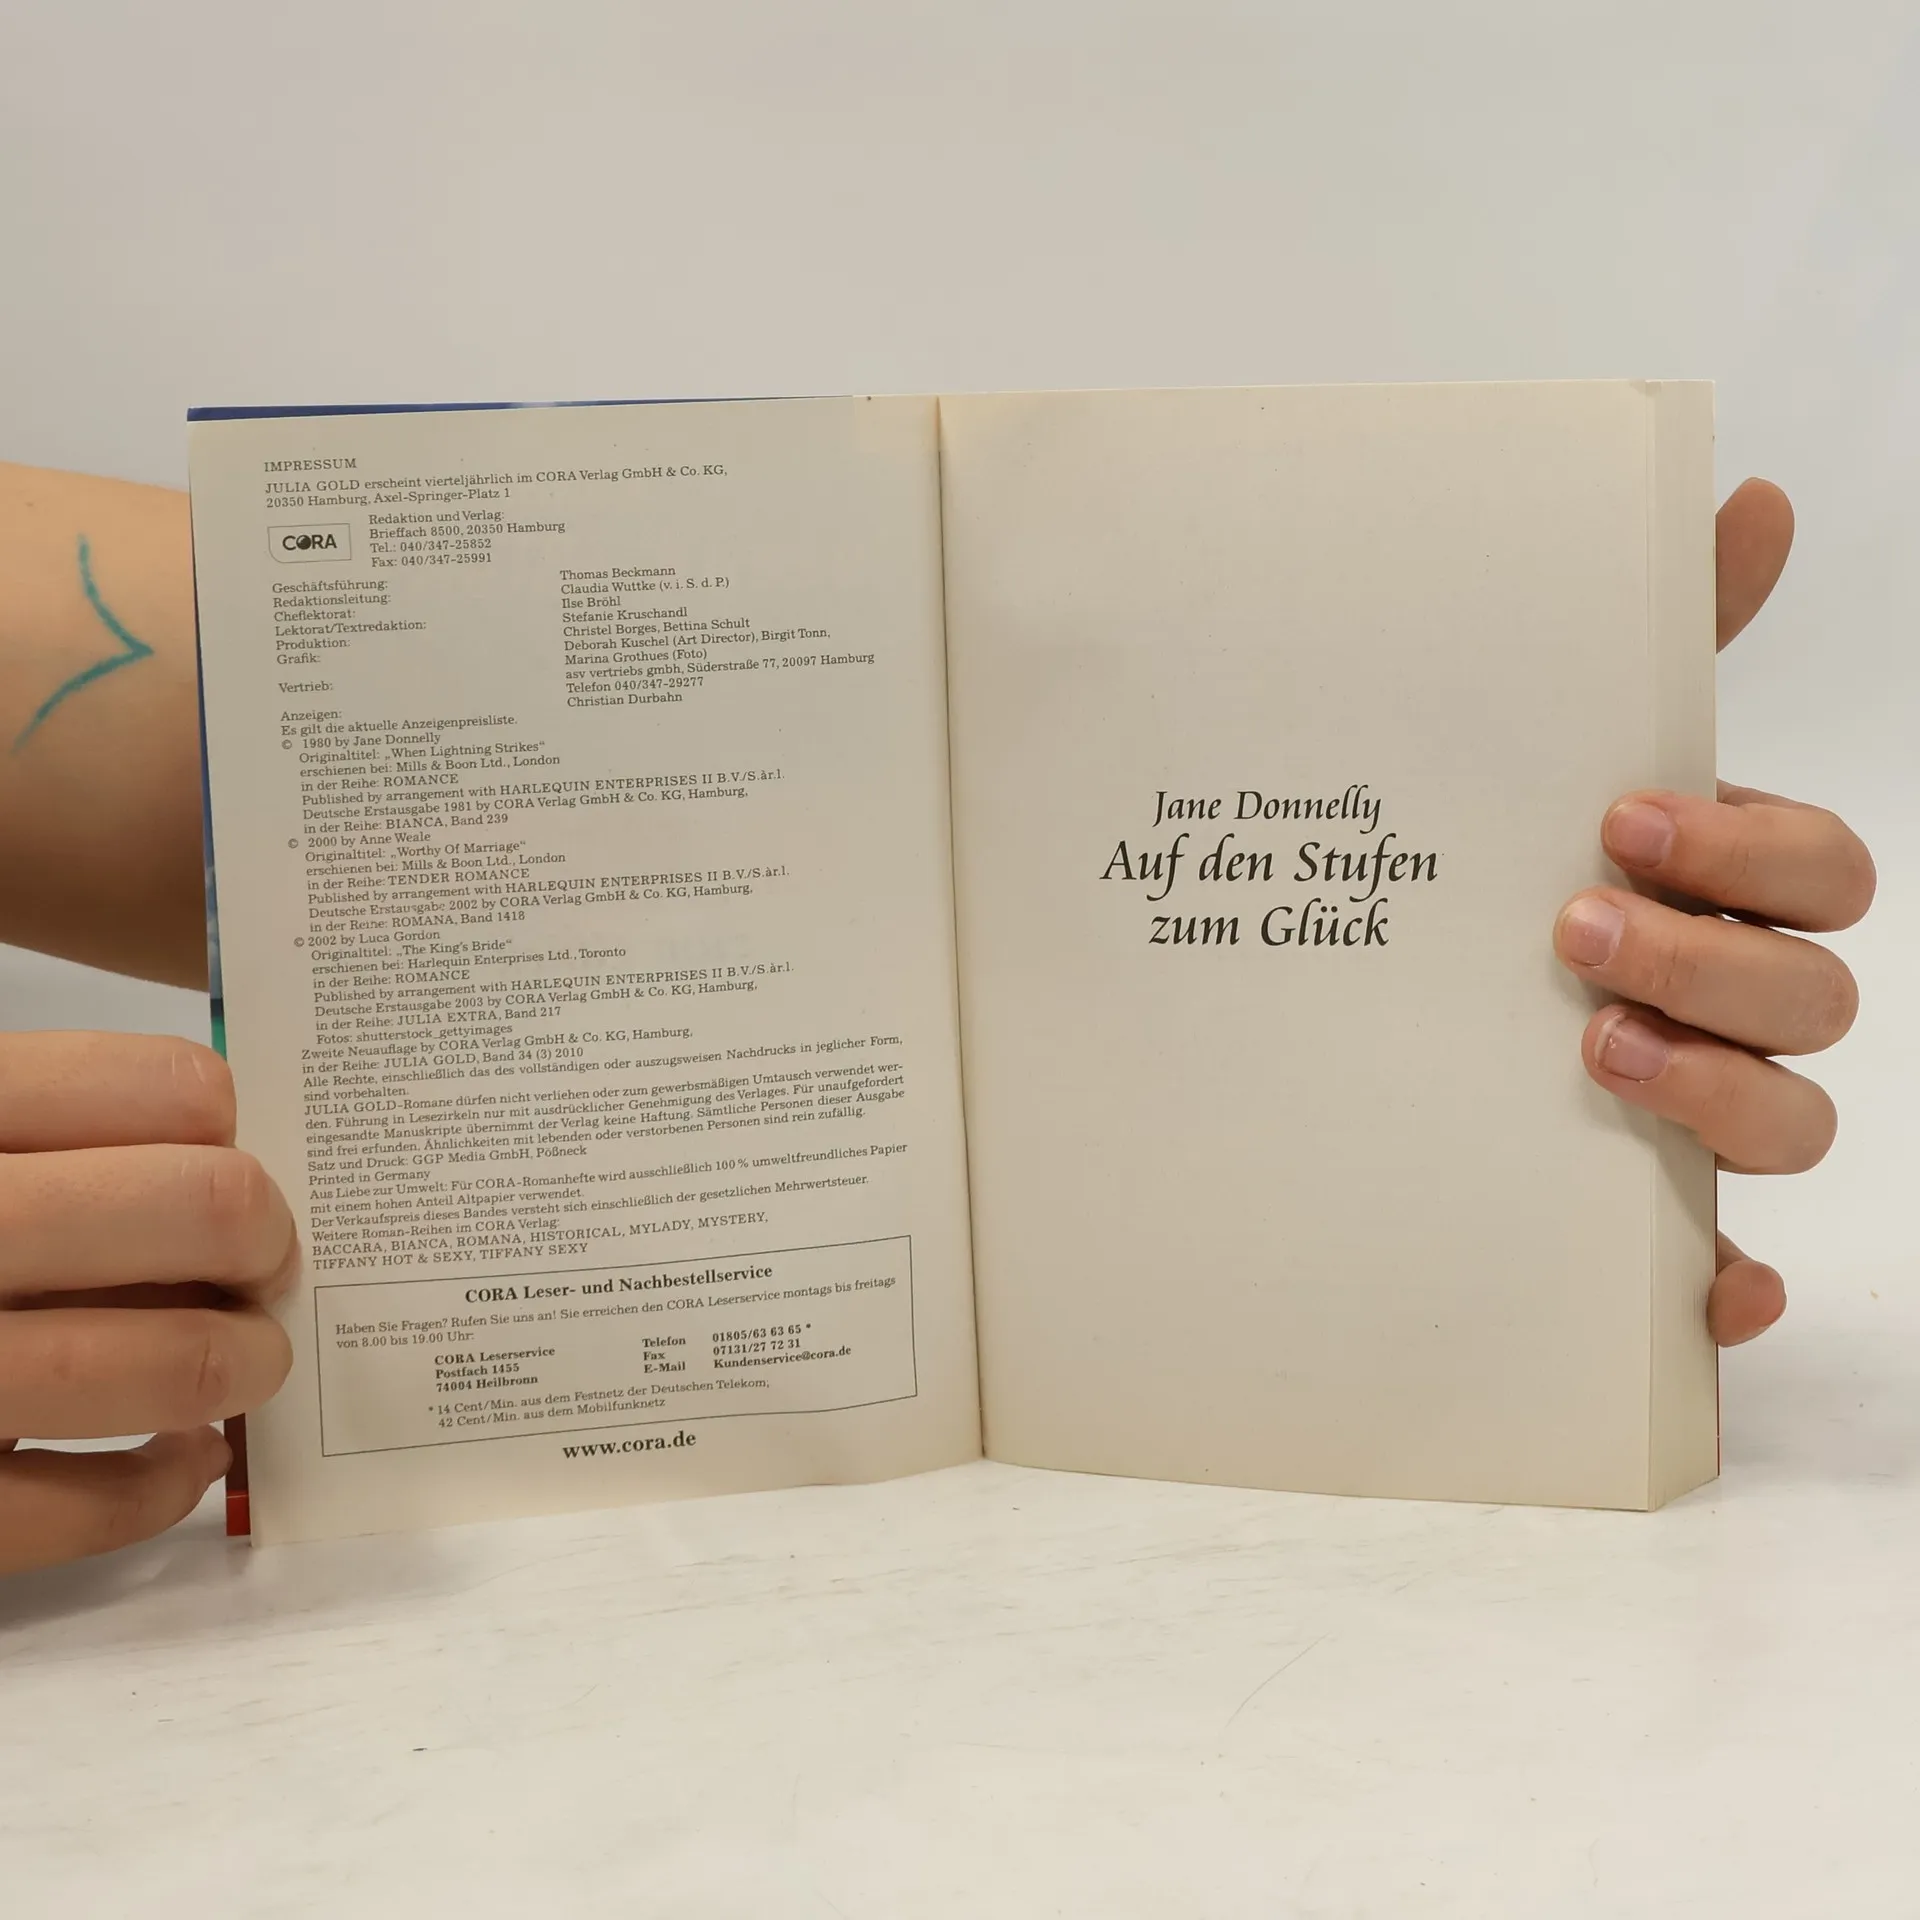 IMPRESSUM
JULIA GOLD erscheint vierteljährlich im CORA Verlag GmbH & Co. KG,
20350 Hamburg, Axel-Springer-Platz 1
CORA
Redaktion und Verlag:
Brieffach 8500, 20350 Hamburg
Tel.: 040/347-25852
Fax: 040/347-25991
Geschäftsführung:
Redaktionsleitung:
Cheflektorat:
Lektorat/Textredaktion:
Produktion:
Grafik:
Vertrieb:
Anzeigen:
Thomas Beckmann
Claudia Wuttke (v. i. S. d. P.)
Ilse Bröhl
Stefanie Kruschandl
Christel Borges, Bettina Schult
Deborah Kuschel (Art Director), Birgit Tonn,
Marina Grothues (Foto)
asv vertriebs gmbh, Süderstraße 77, 20097 Hamburg
Telefon 040/347-29277
Christian Durbahn
Es gilt die aktuelle Anzeigenpreisliste.
© 1980 by Jane Donnelly
Originaltitel: „When Lightning Strikes“
erschienen bei: Mills & Boon Ltd., London
in der Reihe: ROMANCE
Published by arrangement with HARLEQUIN ENTERPRISES II B.V./S.àr.l.
Deutsche Erstausgabe 1981 by CORA Verlag GmbH & Co. KG, Hamburg,
in der Reihe: BIANCA, Band 239
© 2000 by Anne Weale
Originaltitel: „Worthy Of Marriage“
erschienen bei: Mills & Boon Ltd., London
in der Reihe: TENDER ROMANCE
Published by arrangement with HARLEQUIN ENTERPRISES II B.V./S.àr.l.
Deutsche Erstausgabe 2002 by CORA Verlag GmbH & Co. KG, Hamburg,
in der Reihe: ROMANA, Band 1418
© 2002 by Luca Gordon
Originaltitel: „The King's Bride“
erschienen bei: Harlequin Enterprises Ltd., Toronto
in der Reihe: ROMANCE
Published by arrangement with HARLEQUIN ENTERPRISES II B.V./S.àr.l.
Deutsche Erstausgabe 2003 by CORA Verlag GmbH & Co. KG, Hamburg,
in der Reihe: JULIA EXTRA, Band 217
Fotos: shutterstock_gettyimages
Zweite Neuauflage by CORA Verlag GmbH & Co. KG, Hamburg,
in der Reihe: JULIA GOLD, Band 34 (3) 2010
Alle Rechte, einschließlich das des vollständigen oder auszugsweisen Nachdrucks in jeglicher Form,
sind vorbehalten.
JULIA GOLD-Romane dürfen nicht verliehen oder zum gewerbsmäßigen Umtausch verwendet wer-
den. Führung in Lesezirkeln nur mit ausdrücklicher Genehmigung des Verlages. Für unaufgefordert
eingesandte Manuskripte übernimmt der Verlag keine Haftung. Sämtliche Personen dieser Ausgabe
sind frei erfunden. Ähnlichkeiten mit lebenden oder verstorbenen Personen sind rein zufällig.
Satz und Druck: GGP Media GmbH, Pößneck
Printed in Germany
Aus Liebe zur Umwelt: Für CORA-Romanhefte wird ausschließlich 100 % umweltfreundliches Papier
mit einem hohen Anteil Altpapier verwendet.
Der Verkaufspreis dieses Bandes versteht sich einschließlich der gesetzlichen Mehrwertsteuer.
Weitere Roman-Reihen im CORA Verlag:
BACCARA, BIANCA, ROMANA, HISTORICAL, MYLADY, MYSTERY,
TIFFANY HOT & SEXY, TIFFANY SEXY
CORA Leser- und Nachbestellservice
Haben Sie Fragen? Rufen Sie uns an! Sie erreichen den CORA Leserservice montags bis freitags
von 8.00 bis 19.00 Uhr:
CORA Leserservice
Postfach 1455
74004 Heilbronn
Telefon 01805/63 63 65 *
Fax 07131/27 72 31
E-Mail Kundenservice@cora.de
* 14 Cent/Min. aus dem Festnetz der Deutschen Telekom,
42 Cent/Min. aus dem Mobilfunknetz
www.cora.de
Jane Donnelly
Auf den Stufen
zum Glück